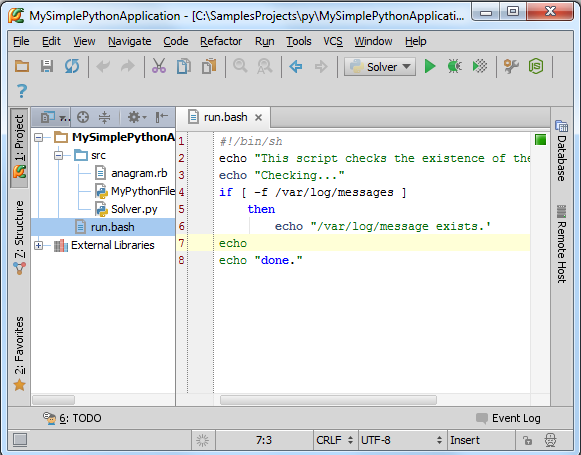 MySimplePythonApplication - [C:\SamplesProjects\py\MySimplePythonApplicatio...
File Edit View Navigate Code Refactor Run Tools VCS Window Help
Solver
1: Project
Z: Structure
2: Favorites
MySimplePythonA
src
anagram.rb
MyPythonFile
Solver.py
run.bash
External Libraries
run.bash
1 #!/bin/sh
2 echo "This script checks the existence of the
3 echo "Checking..."
4 if [ -f /var/log/messages ]
5 then
6 echo "/var/log/message exists.'
7 echo
8 echo "done."
Database
Remote Host
6: TODO
Event Log
7:3 CRLF UTF-8 Insert